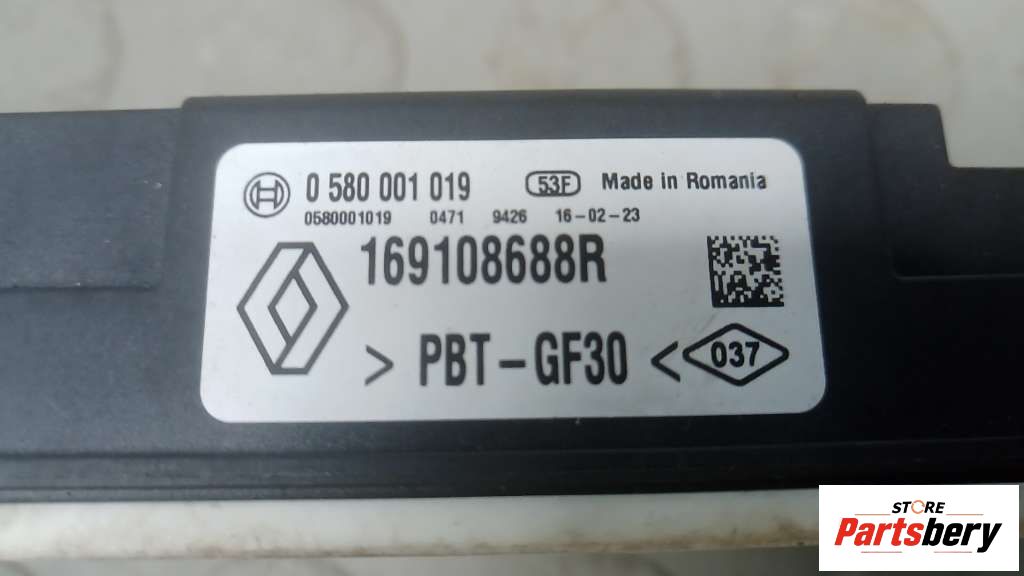 0 580 001 019 53F Made in Romania
0580001019 0471 9426 16-02-23
169108688R
> PBT-GF30 < 037
STORE
Partsbery